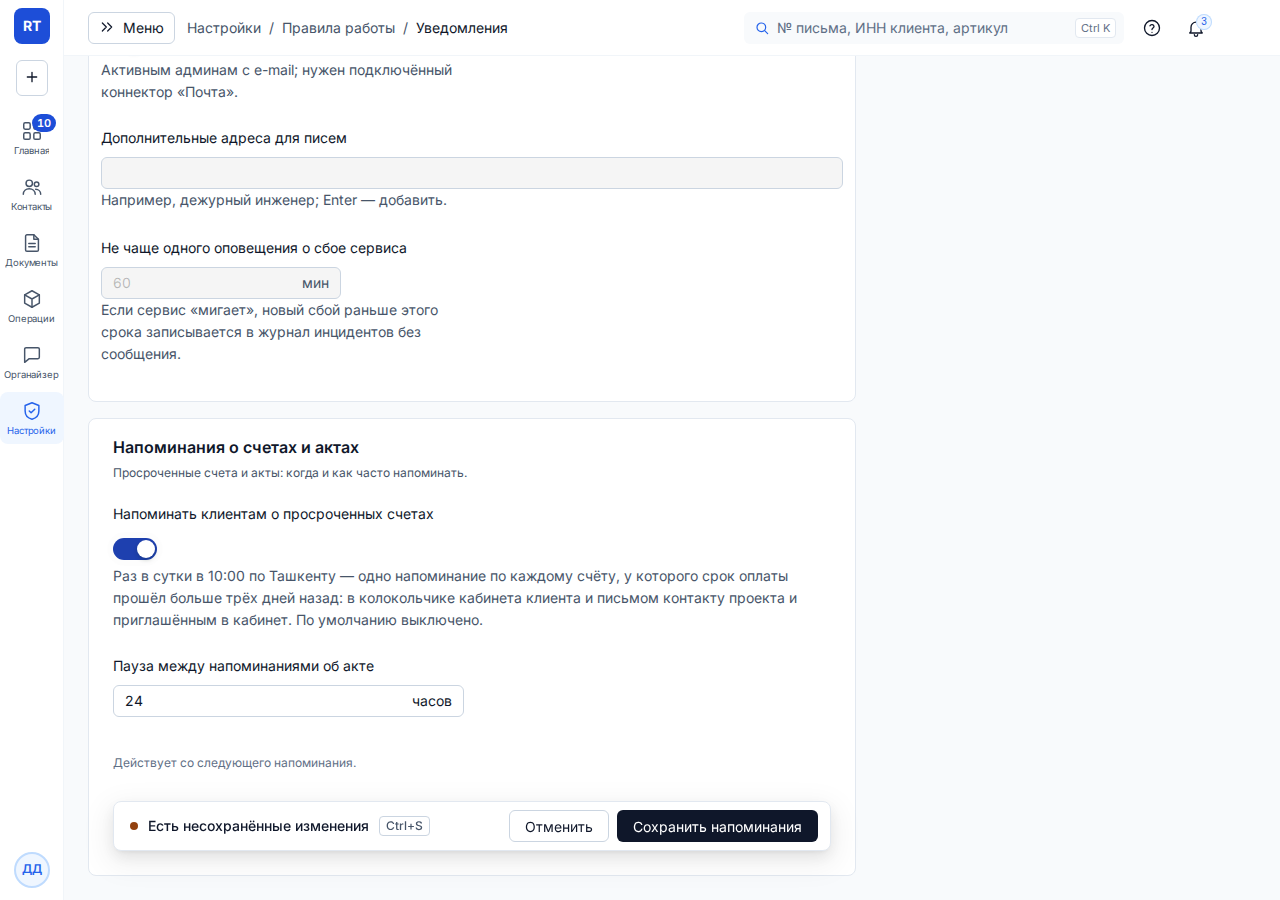 RT
Меню
Настройки / Правила работы / Уведомления
№ письма, ИНН клиента, артикул
Ctrl K
3
10
Главная
Контакты
Документы
Операции
Органайзер
Настройки
ДД
Активным админам с e-mail; нужен подключённый
коннектор «Почта».
Дополнительные адреса для писем
Например, дежурный инженер; Enter — добавить.
Не чаще одного оповещения о сбое сервиса
60 мин
Если сервис «мигает», новый сбой раньше этого
срока записывается в журнал инцидентов без
сообщения.
Напоминания о счетах и актах
Просроченные счета и акты: когда и как часто напоминать.
Напоминать клиентам о просроченных счетах
Раз в сутки в 10:00 по Ташкенту — одно напоминание по каждому счёту, у которого срок оплаты
прошёл больше трёх дней назад: в колокольчике кабинета клиента и письмом контакту проекта и
приглашённым в кабинет. По умолчанию выключено.
Пауза между напоминаниями об акте
24 часов
Действует со следующего напоминания.
Есть несохранённые изменения Ctrl+S Отменить Сохранить напоминания